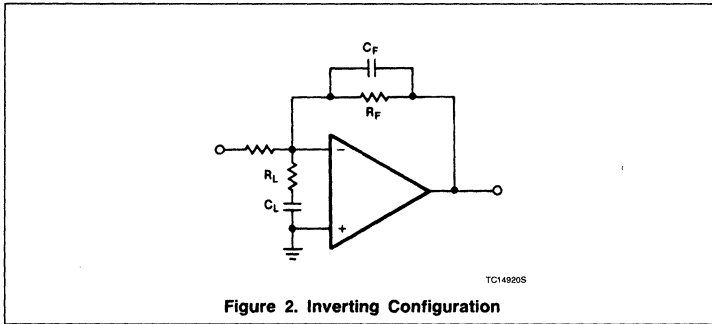 CF
RF
−
RL
CL
+
TC14920S
Figure 2. Inverting Configuration